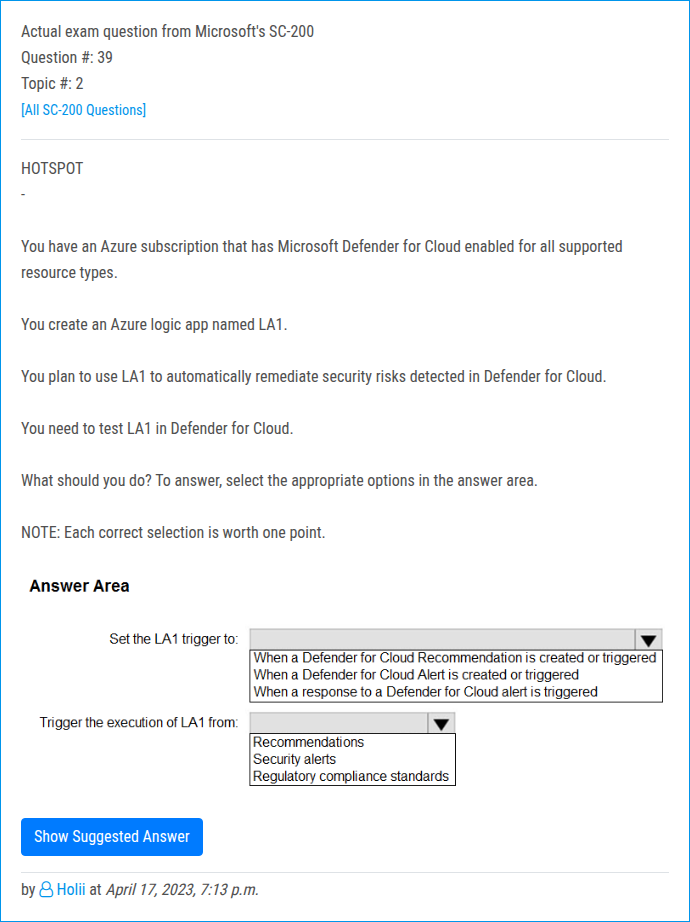 Actual exam question from Microsoft's SC-200
Question #: 39
Topic #: 2
[All SC-200 Questions]
HOTSPOT
-
You have an Azure subscription that has Microsoft Defender for Cloud enabled for all supported
resource types.
You create an Azure logic app named LA1.
You plan to use LA1 to automatically remediate security risks detected in Defender for Cloud.
You need to test LA1 in Defender for Cloud.
What should you do? To answer, select the appropriate options in the answer area.
NOTE: Each correct selection is worth one point.
Answer Area
Set the LA1 trigger to:
When a Defender for Cloud Recommendation is created or triggered
When a Defender for Cloud Alert is created or triggered
When a response to a Defender for Cloud alert is triggered
Trigger the execution of LA1 from:
Recommendations
Security alerts
Regulatory compliance standards
Show Suggested Answer
by Holii at April 17, 2023, 7:13 p.m.